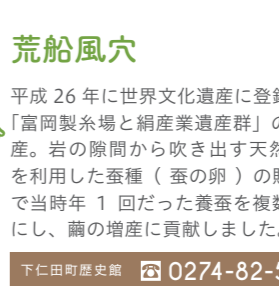 荒船風穴
平成 26 年に世界文化遺産に登
「富岡製糸場と絹産業遺産群」の
産。岩の隙間から吹き出す天然
を利用した蚕種（ 蚕の卵 ）の
で当時年 1 回だった養蚕を複数
にし、繭の増産に貢献しました。
下仁田町歴史館 ☎ 0274-82-